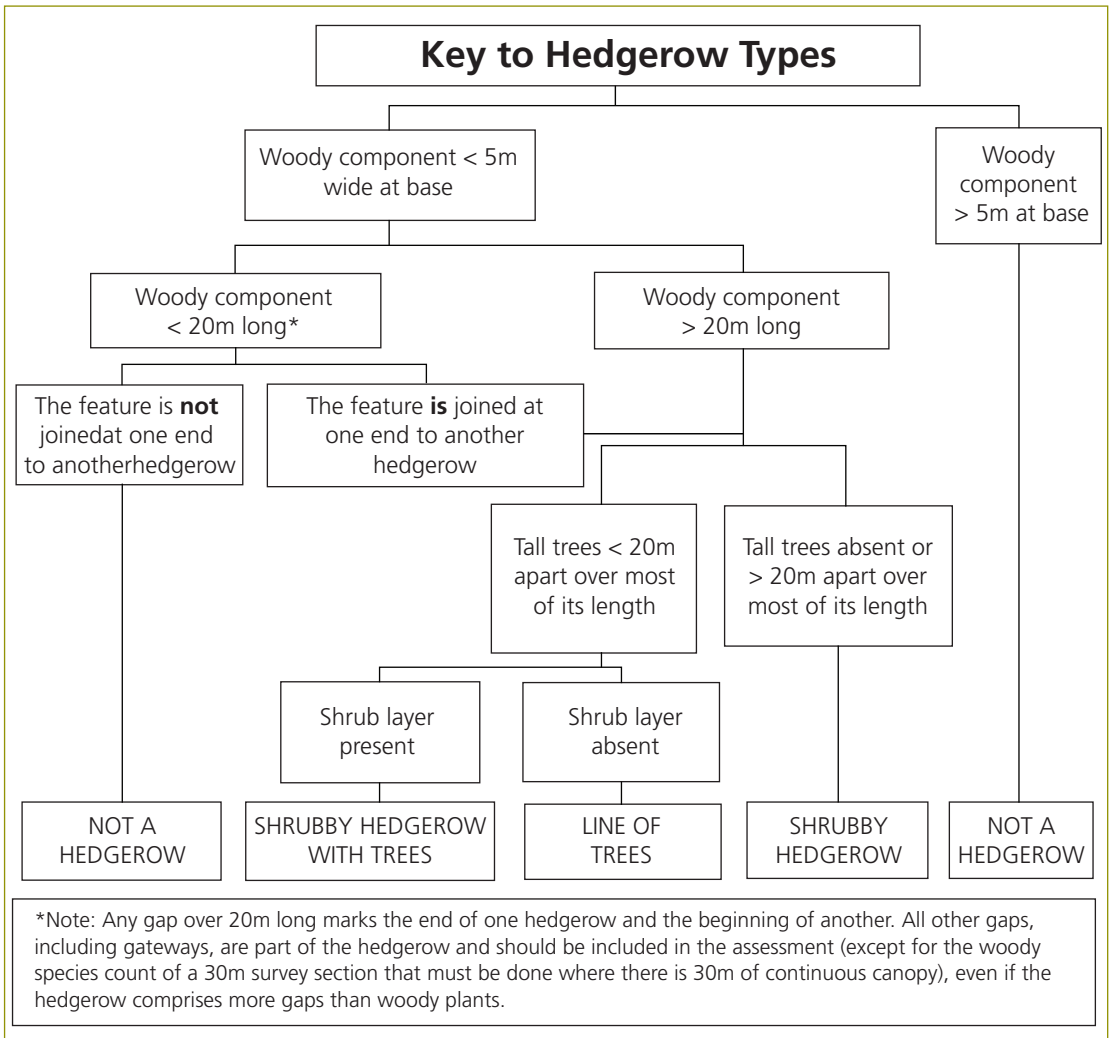 Key to Hedgerow Types
Woody component < 5m
wide at base
Woody
component
> 5m at base
Woody component
< 20m long*
Woody component
> 20m long
The feature is not
joinedat one end
to anotherhedgerow
The feature is joined at
one end to another
hedgerow
Tall trees < 20m
apart over most
of its length
Tall trees absent or
> 20m apart over
most of its length
Shrub layer
present
Shrub layer
absent
NOT A
HEDGEROW
SHRUBBY HEDGEROW
WITH TREES
LINE OF
TREES
SHRUBBY
HEDGEROW
NOT A
HEDGEROW
*Note: Any gap over 20m long marks the end of one hedgerow and the beginning of another. All other gaps,
including gateways, are part of the hedgerow and should be included in the assessment (except for the woody
species count of a 30m survey section that must be done where there is 30m of continuous canopy), even if the
hedgerow comprises more gaps than woody plants.